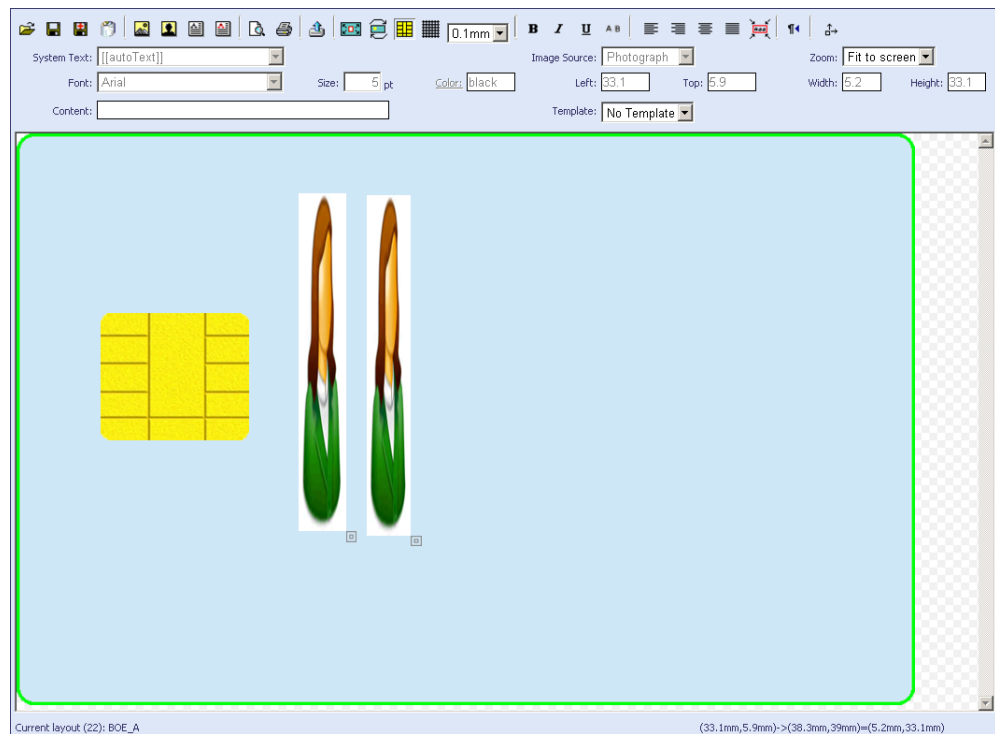 0.1mm B I U A B
System Text: [[autoText]] Image Source: Photograph Zoom: Fit to screen
Font: Arial Size: 5 pt Color: black Left: 33.1 Top: 5.9 Width: 5.2 Height: 33.1
Content: Template: No Template
Current layout (22): BOE_A (33.1mm,5.9mm)->(38.3mm,39mm)=(5.2mm,33.1mm)